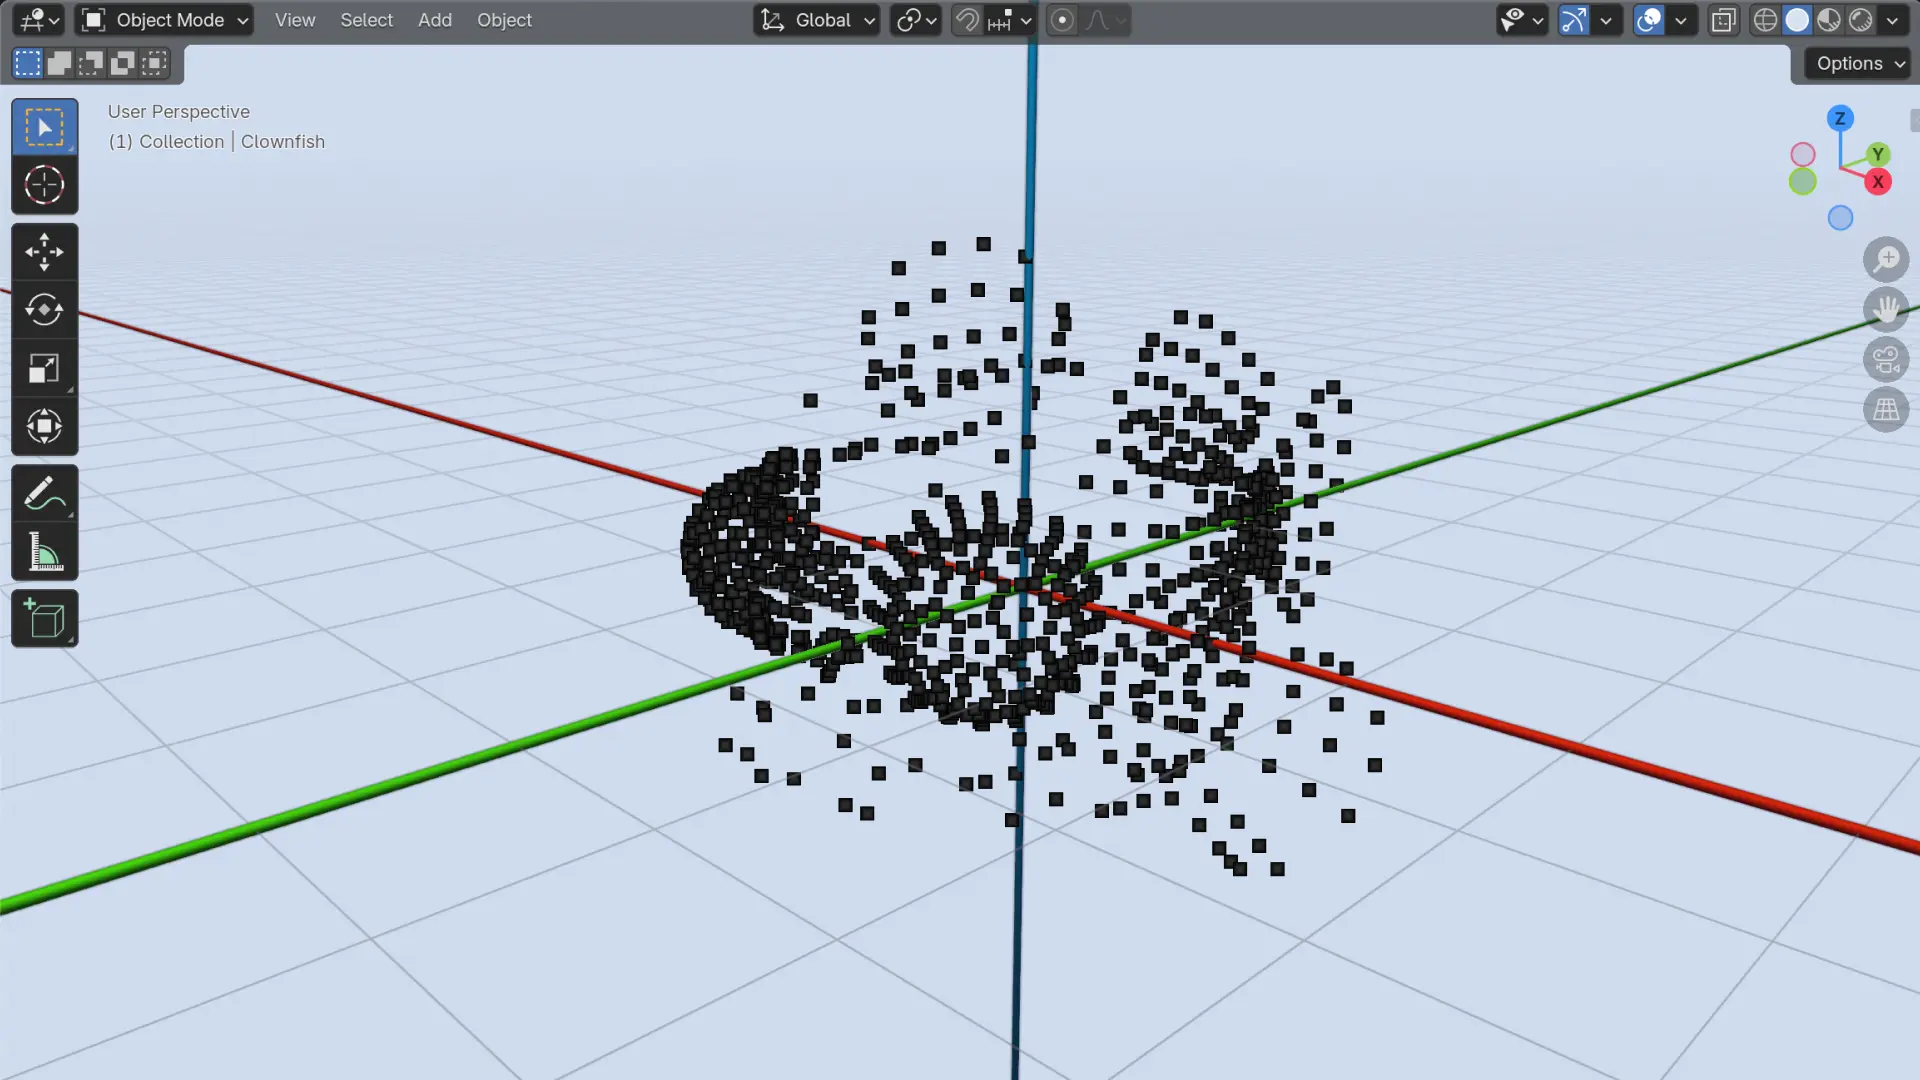 Object Mode View Select Add Object Global
Options
User Perspective
(1) Collection | Clownfish
Z
Y
X